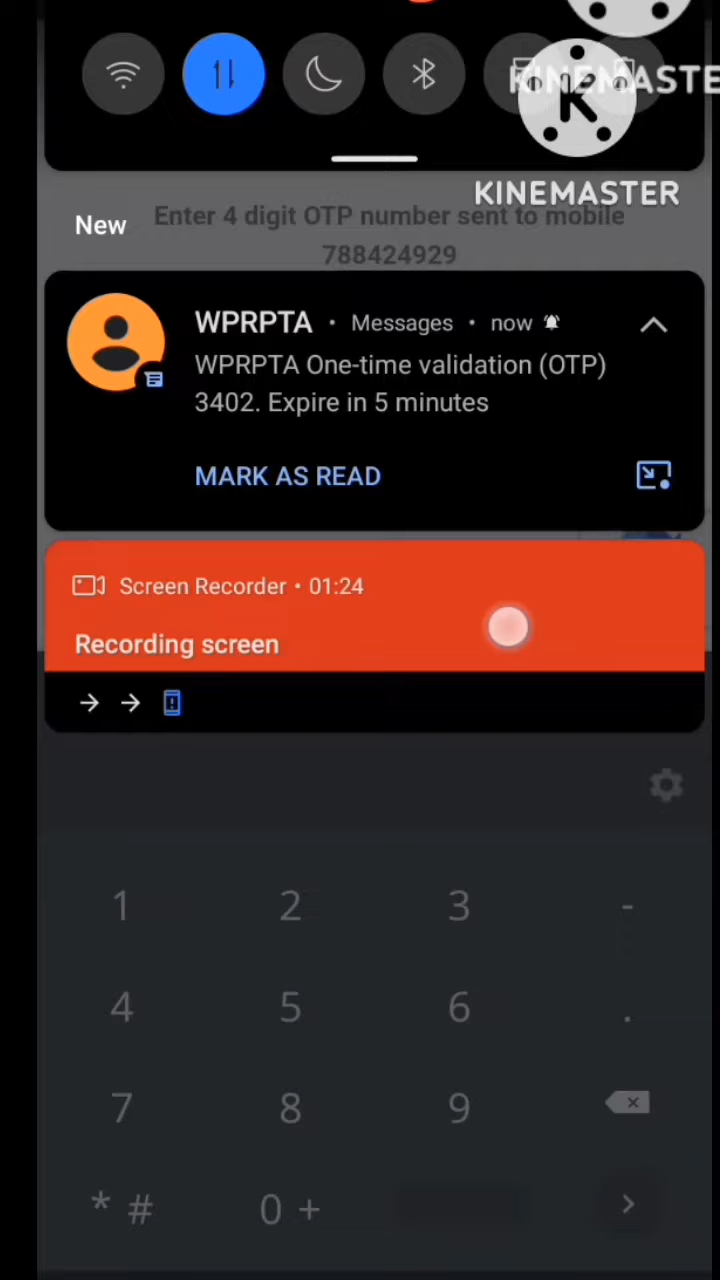 KINEMASTE
KINEMASTER
New
Enter 4 digit OTP number sent to mobile
788424929
WPRPTA • Messages • now
WPRPTA One-time validation (OTP)
3402. Expire in 5 minutes
MARK AS READ
Screen Recorder • 01:24
Recording screen
1 2 3 -
4 5 6 .
7 8 9
* # 0 +